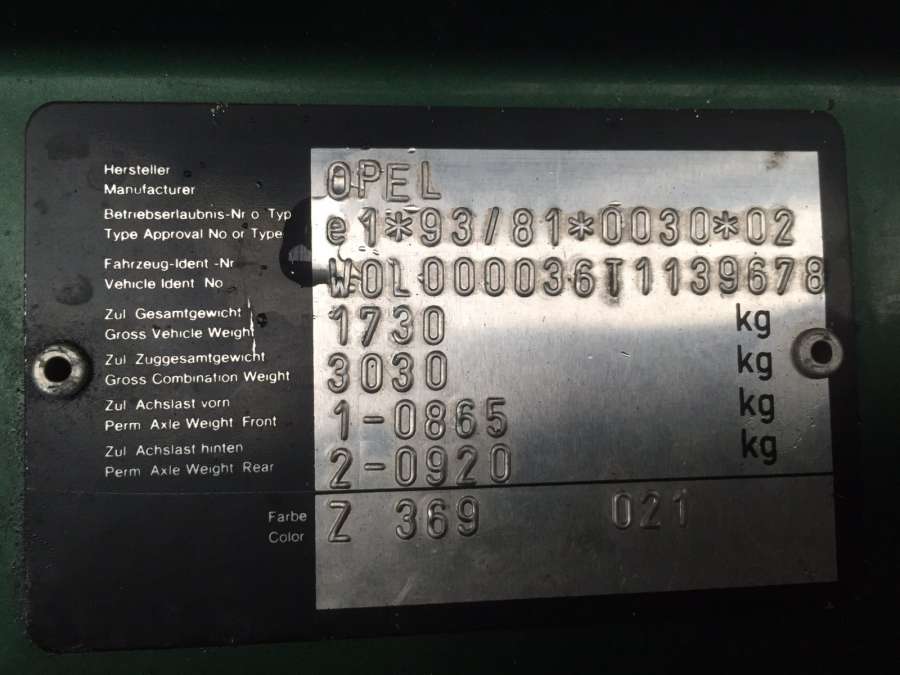 Hersteller
Manufacturer
OPEL
Betriebserlaubnis-Nr o Typ
Type Approval No or Type
e1*93/81*0030*02
Fahrzeug-Ident -Nr
Vehicle Ident No
W0L000036T1139678
Zul Gesamtgewicht
Gross Vehicle Weight
1730 kg
Zul Zuggesamtgewicht
Gross Combination Weight
3030 kg
Zul Achslast vorn
Perm Axle Weight Front
1-0865 kg
Zul Achslast hinten
Perm Axle Weight Rear
2-0920 kg
Farbe
Color
Z 369 021